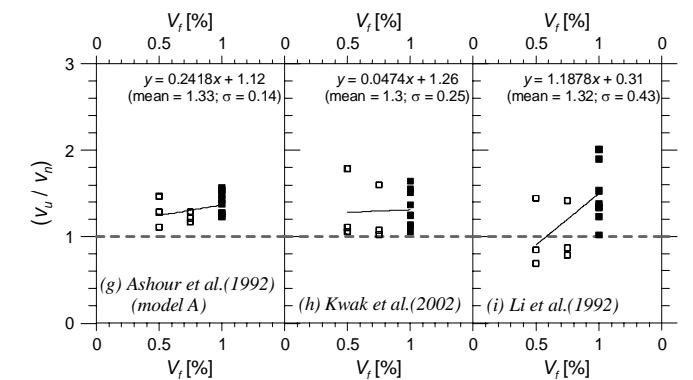 V_f [%] V_f [%] V_f [%]
0 0.5 1 0 0.5 1 0 0.5 1 0
3
y = 0.2418x + 1.12
(mean = 1.33; σ = 0.14)
y = 0.0474x + 1.26
(mean = 1.3; σ = 0.25)
y = 1.1878x + 0.31
(mean = 1.32; σ = 0.43)
2
(v_u / v_n)
1
(g) Ashour et al.(1992)
(model A)
(h) Kwak et al.(2002)
(i) Li et al.(1992)
0
0 0.5 1 0 0.5 1 0 0.5 1 0
V_f [%] V_f [%] V_f [%]